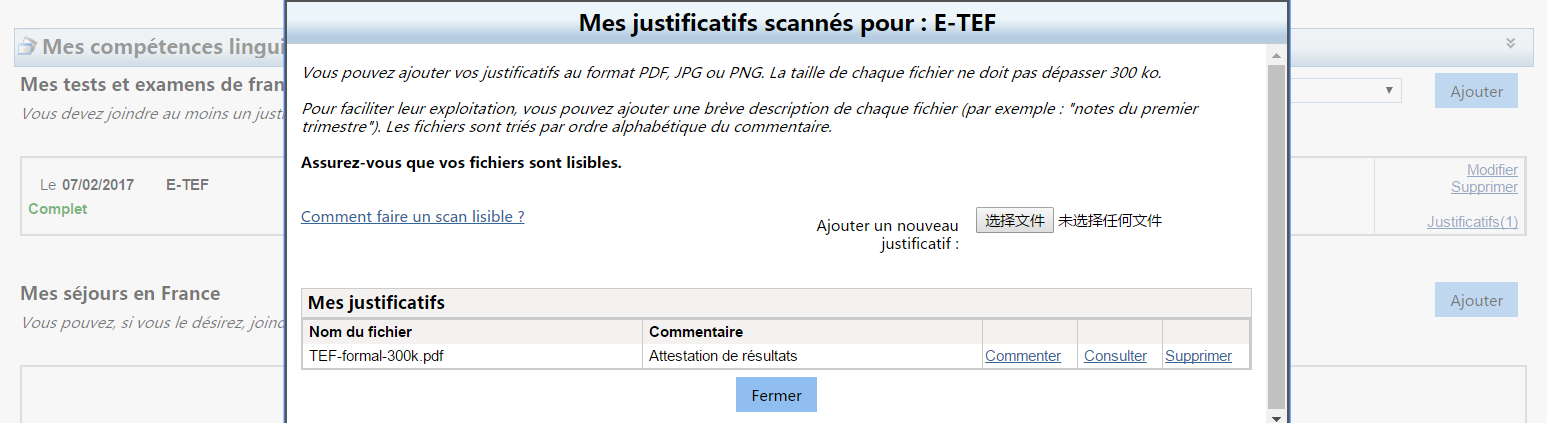 Mes justificatifs scannés pour : E-TEF
Mes compétences lingui
Mes tests et examens de fran
Vous devez joindre au moins un justi
Ajouter
Le 07/02/2017 E-TEF
Complet
Modifier
Supprimer
Justificatifs(1)
Mes séjours en France
Vous pouvez, si vous le désirez, joind
Ajouter
Vous pouvez ajouter vos justificatifs au format PDF, JPG ou PNG. La taille de chaque fichier ne doit pas dépasser 300 ko.
Pour faciliter leur exploitation, vous pouvez ajouter une brève description de chaque fichier (par exemple : "notes du premier
trimestre"). Les fichiers sont triés par ordre alphabétique du commentaire.
Assurez-vous que vos fichiers sont lisibles.
Comment faire un scan lisible ?
Ajouter un nouveau
justificatif :
选择文件 未选择任何文件
Mes justificatifs
Nom du fichier Commentaire
TEF-formal-300k.pdf Attestation de résultats Commenter Consulter Supprimer
Fermer